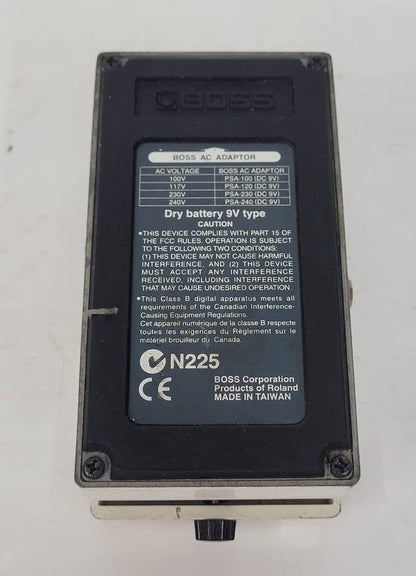 BOSS
BOSS AC ADAPTOR
AC VOLTAGE BOSS AC ADAPTOR
100V PSA-100 (DC 9V)
117V PSA-120 (DC 9V)
230V PSA-230 (DC 9V)
240V PSA-240 (DC 9V)
Dry battery 9V type
CAUTION
•THIS DEVICE COMPLIES WITH PART 15 OF
THE FCC RULES. OPERATION IS SUBJECT
TO THE FOLLOWING TWO CONDITIONS:
(1) THIS DEVICE MAY NOT CAUSE HARMFUL
INTERFERENCE, AND (2) THIS DEVICE
MUST ACCEPT ANY INTERFERENCE
RECEIVED, INCLUDING INTERFERENCE
THAT MAY CAUSE UNDESIRED OPERATION.
•This Class B digital apparatus meets all
requirements of the Canadian Interference-
Causing Equipment Regulations.
Cet appareil numérique de la classe B respecte
toutes les exigences du Règlement sur le
matériel brouilleur du Canada.
N225
CE
BOSS Corporation
Products of Roland
MADE IN TAIWAN